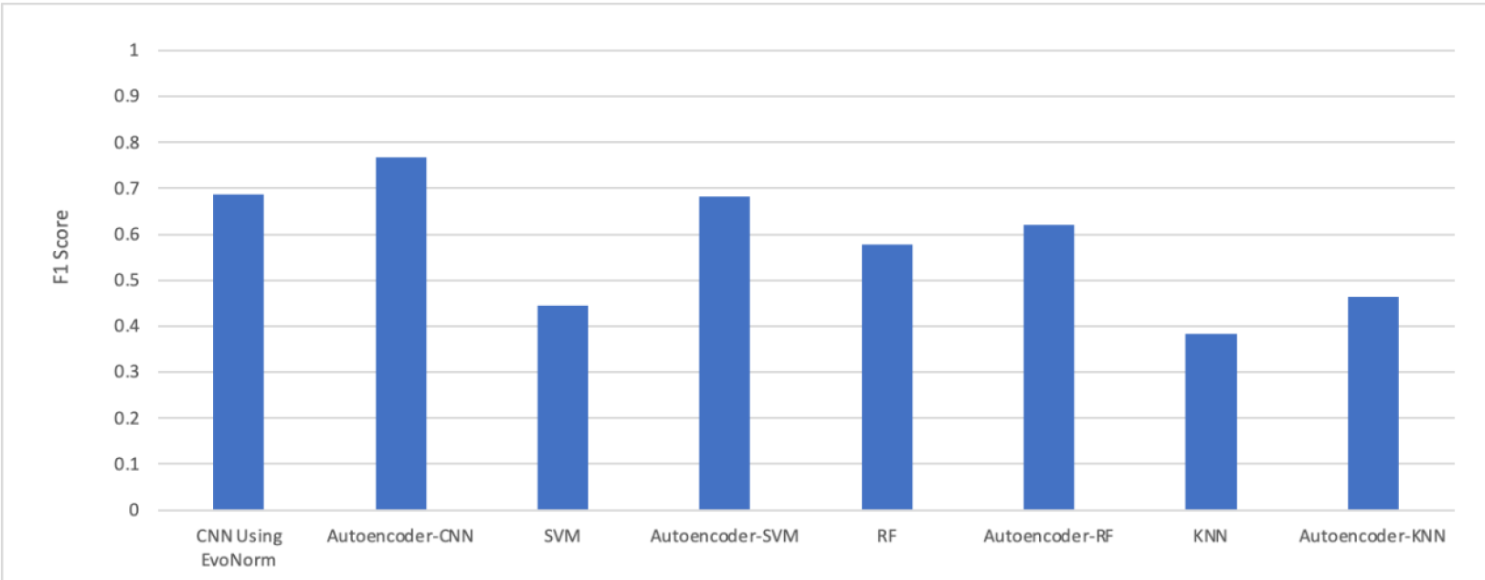 1
0.9
0.8
0.7
0.6
0.5
0.4
0.3
0.2
0.1
0
F1 Score
CNN Using
EvoNorm
Autoencoder-CNN
SVM
Autoencoder-SVM
RF
Autoencoder-RF
KNN
Autoencoder-KNN